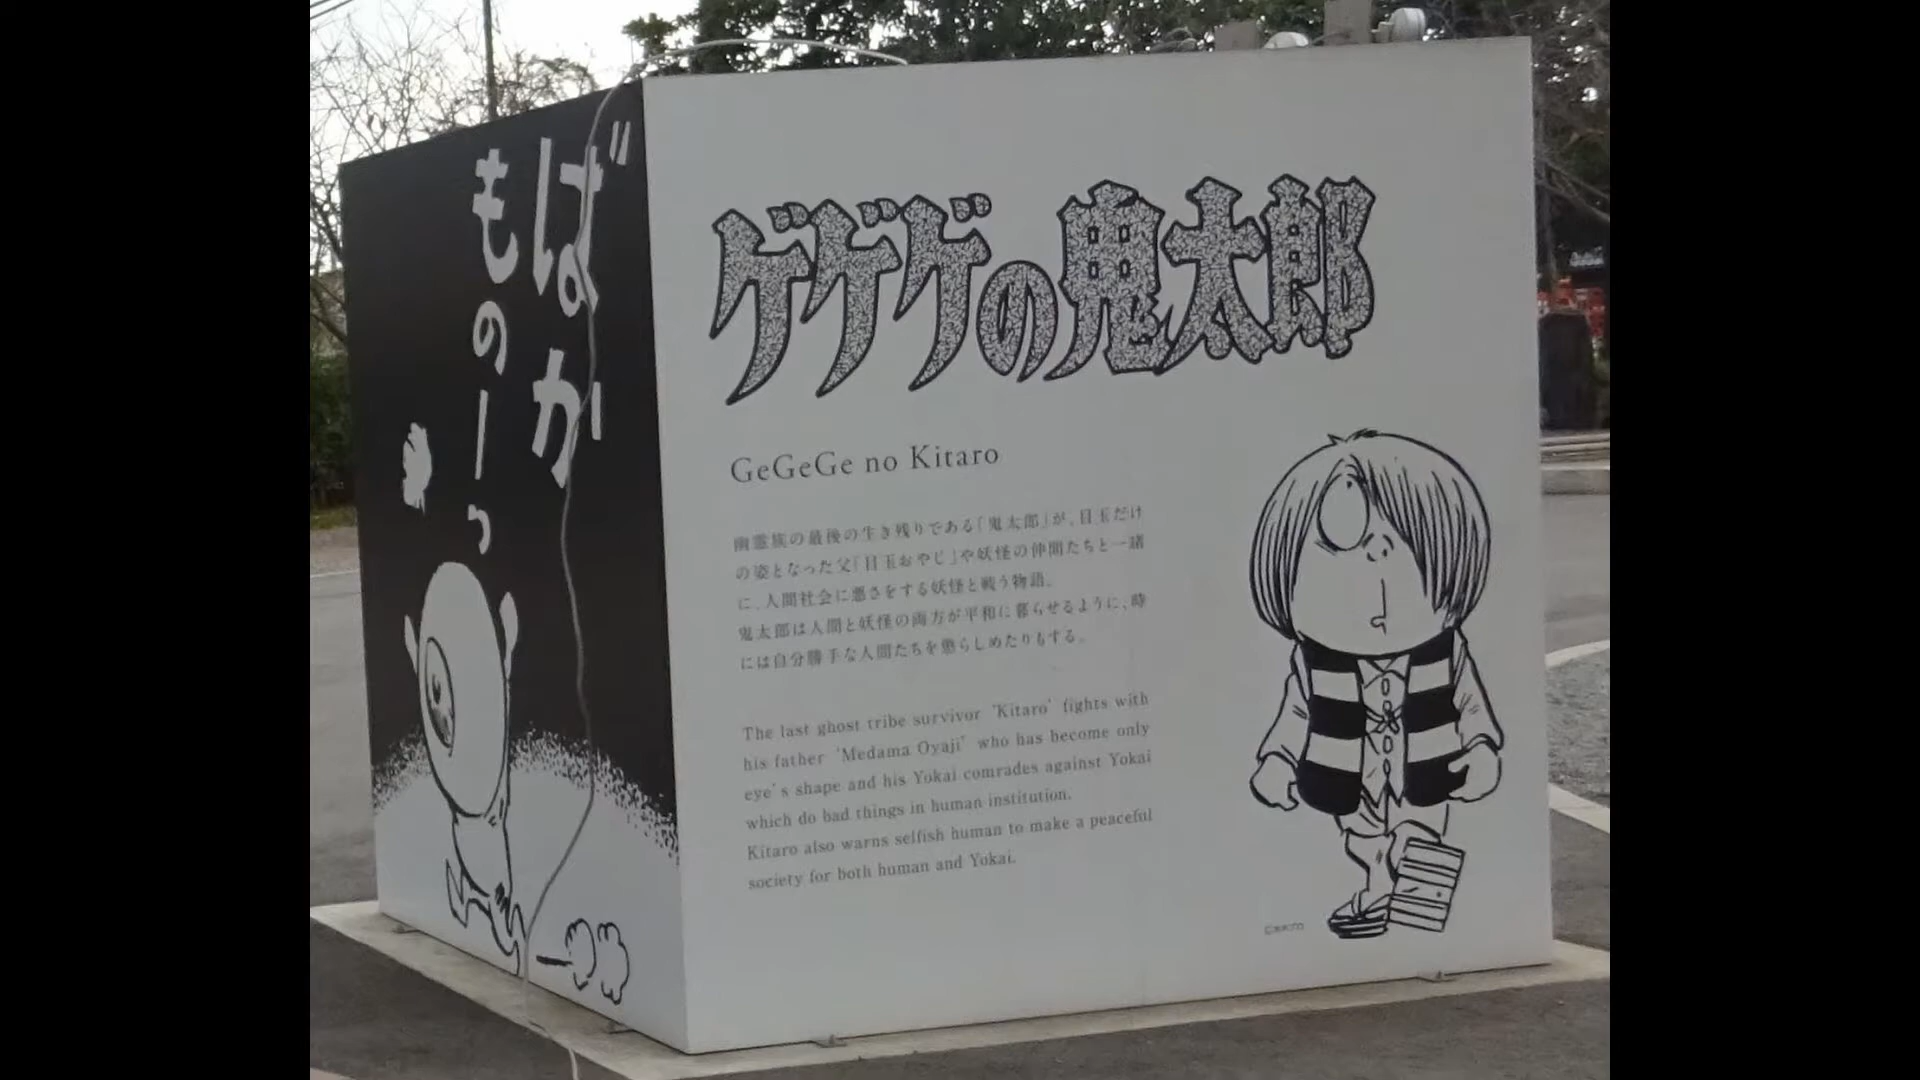 ばか
ものーっ
ゲゲゲの鬼太郎
GeGeGe no Kitaro
幽霊族の最後の生き残りである「鬼太郎」が、目玉だけ
の姿となった父「目玉おやじ」や妖怪の仲間たちと一緒
に、人間社会に悪さをする妖怪と戦う物語。
鬼太郎は人間と妖怪の両方が平和に暮らせるように、時
には自分勝手な人間たちを懲らしめたりもする。
The last ghost tribe survivor 'Kitaro' fights with
his father 'Medama Oyaji' who has become only
eye's shape and his Yokai comrades against Yokai
which do bad things in human institution.
Kitaro also warns selfish human to make a peaceful
society for both human and Yokai.